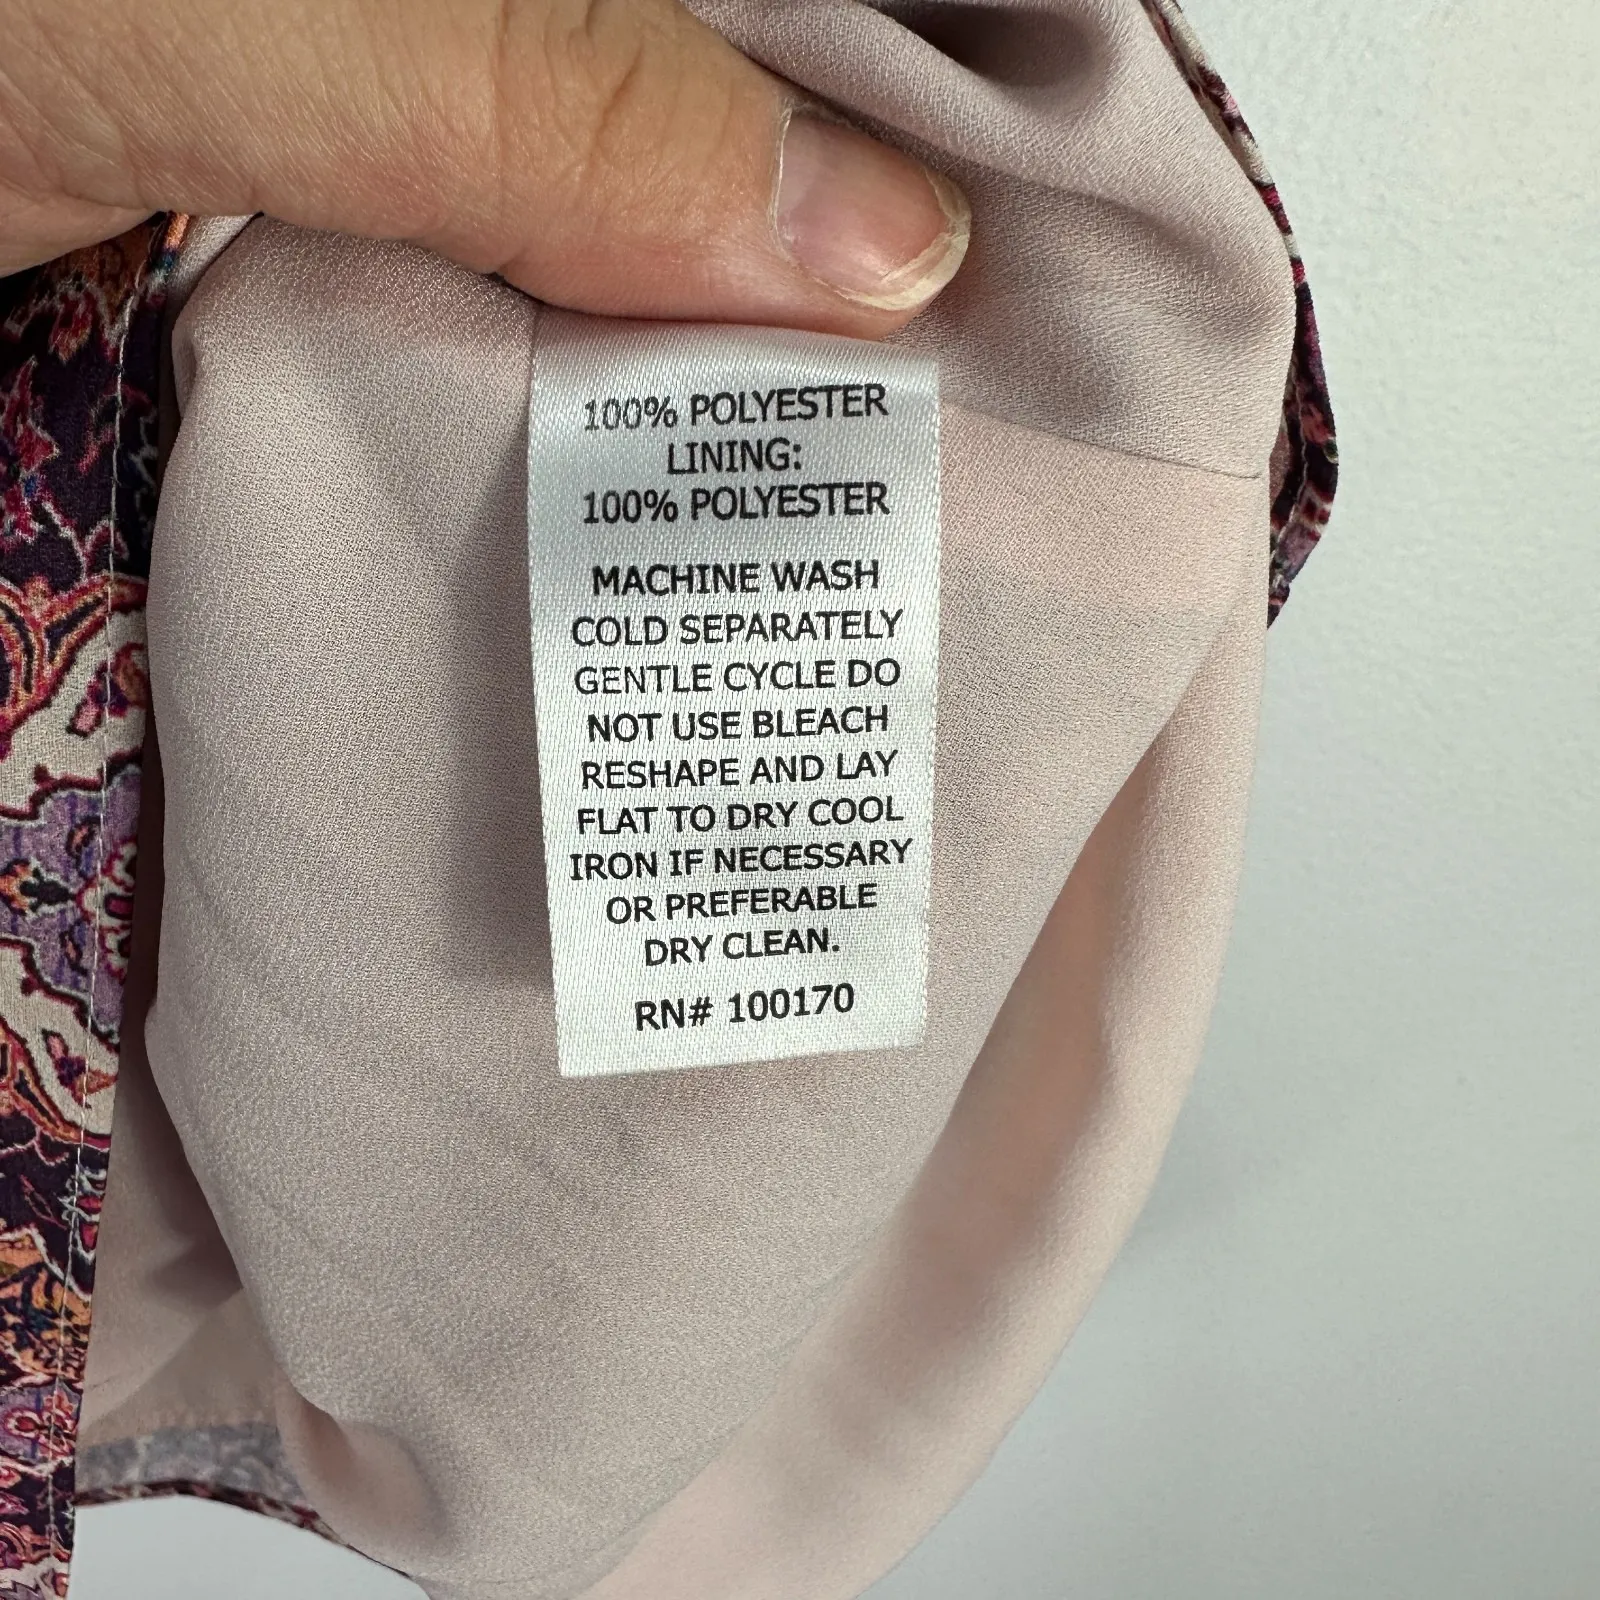 100% POLYESTER
LINING:
100% POLYESTER
MACHINE WASH
COLD SEPARATELY
GENTLE CYCLE DO
NOT USE BLEACH
RESHAPE AND LAY
FLAT TO DRY COOL
IRON IF NECESSARY
OR PREFERABLE
DRY CLEAN.
RN# 100170